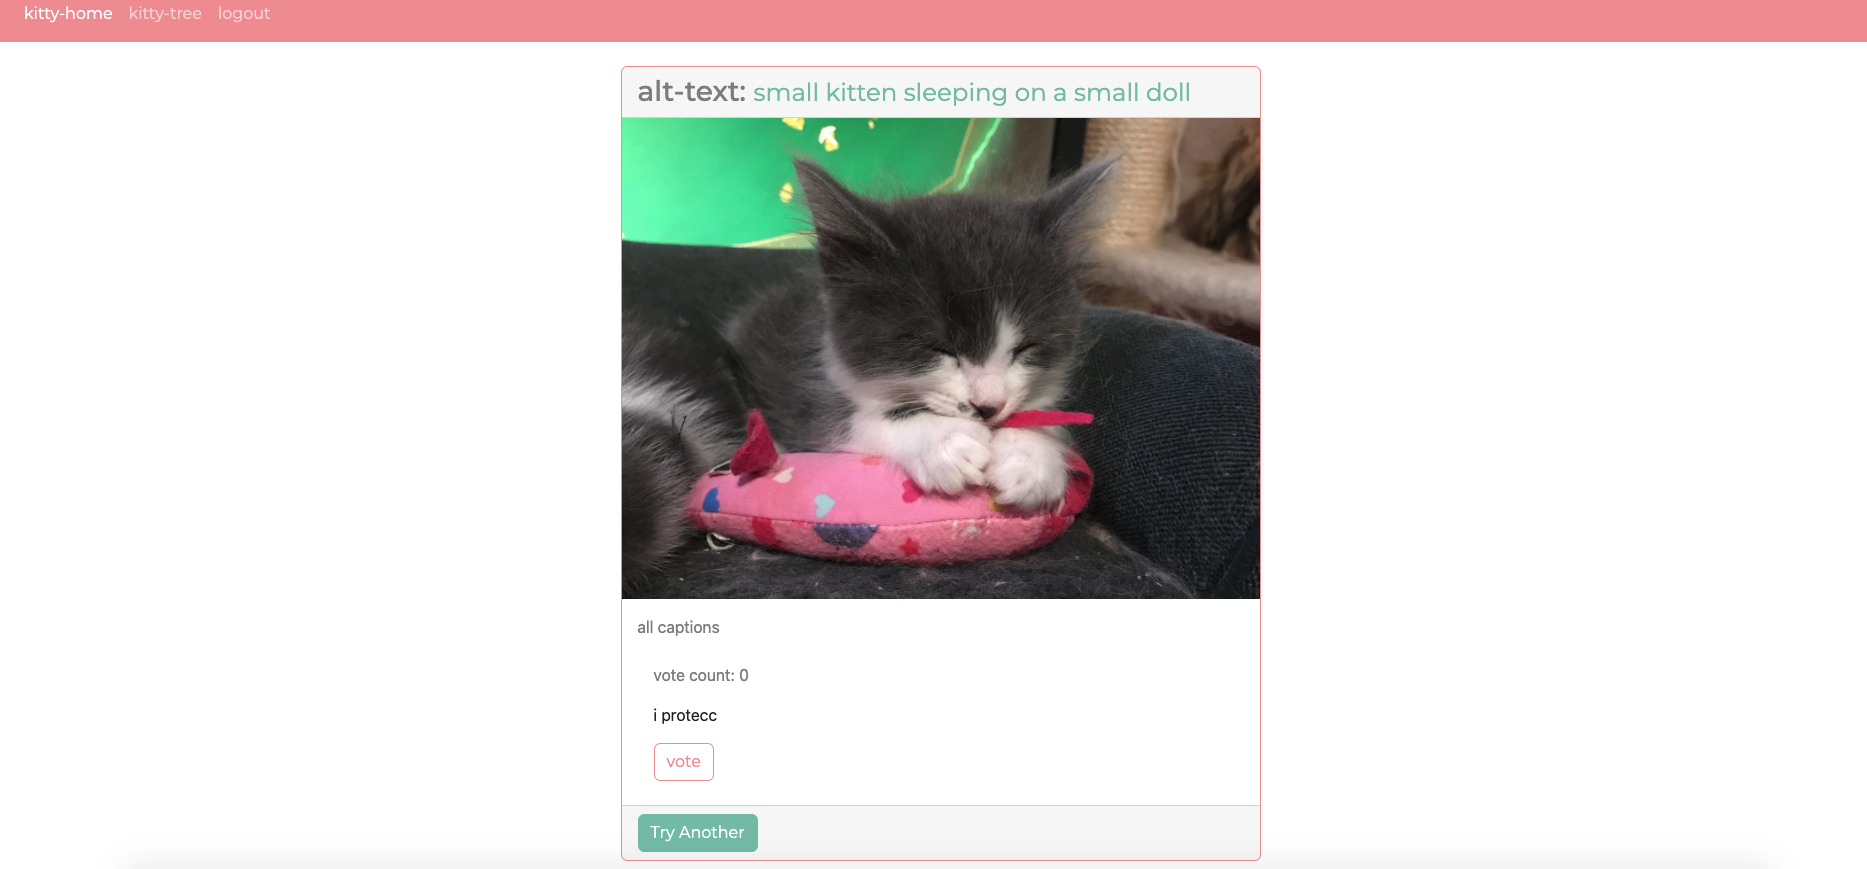 kitty-home kitty-tree logout
alt-text: small kitten sleeping on a small doll
all captions
vote count: 0
i protecc
vote
Try Another